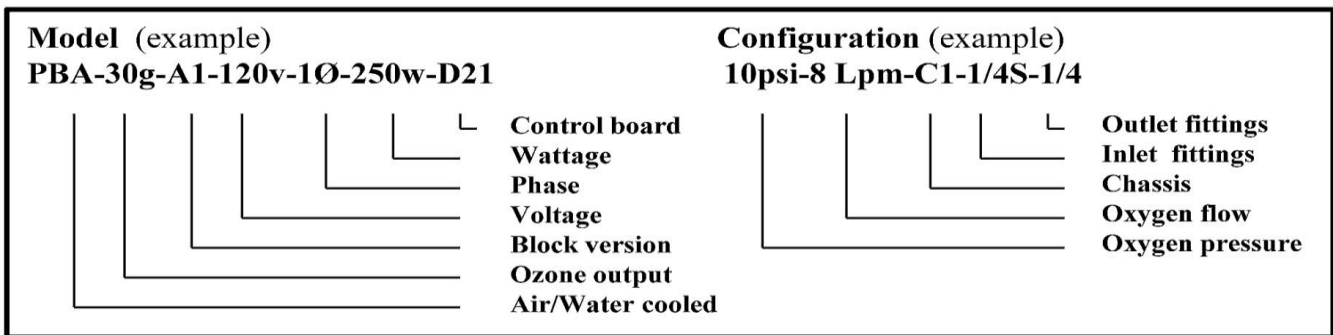 Model (example)
PBA-30g-A1-120v-1Ø-250w-D21
Control board
Wattage
Phase
Voltage
Block version
Ozone output
Air/Water cooled
Configuration (example)
10psi-8 Lpm-C1-1/4S-1/4
Outlet fittings
Inlet fittings
Chassis
Oxygen flow
Oxygen pressure